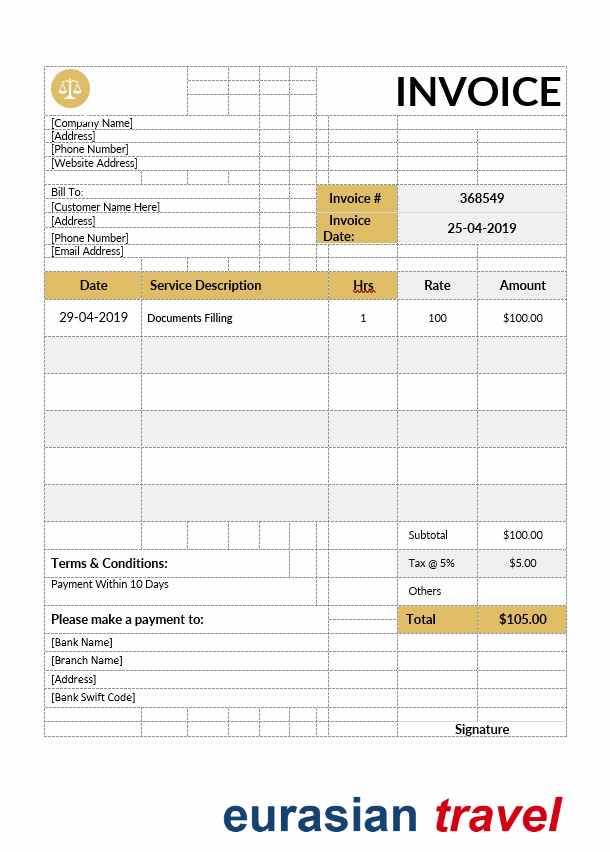 INVOICE
[Company Name]
[Address]
[Phone Number]
[Website Address]
Bill To:
[Customer Name Here]
[Address]
[Phone Number]
[Email Address]
Invoice # 368549
Invoice Date: 25-04-2019
Date Service Description Hrs Rate Amount
29-04-2019 Documents Filling 1 100 $100.00
Subtotal $100.00
Terms & Conditions: Tax @ 5% $5.00
Payment Within 10 Days
Others
Please make a payment to: Total $105.00
[Bank Name]
[Branch Name]
[Address]
[Bank Swift Code]
Signature
eurasian travel